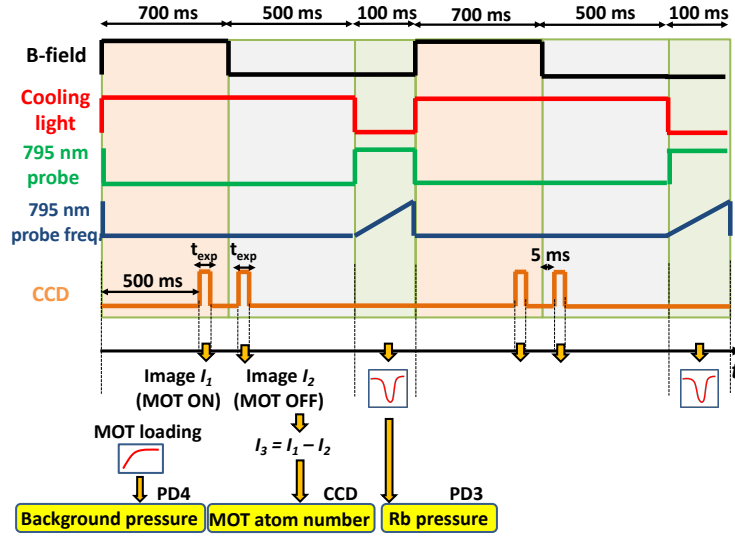 700 ms 500 ms 100 ms 700 ms 500 ms 100 ms
B-field
Cooling
light
795 nm
probe
795 nm
probe freq
t_exp t_exp
5 ms
500 ms
CCD
t
Image I₁
(MOT ON)
Image I₂
(MOT OFF)
MOT loading
I₃ = I₁ – I₂
PD4 CCD PD3
Background pressure MOT atom number Rb pressure